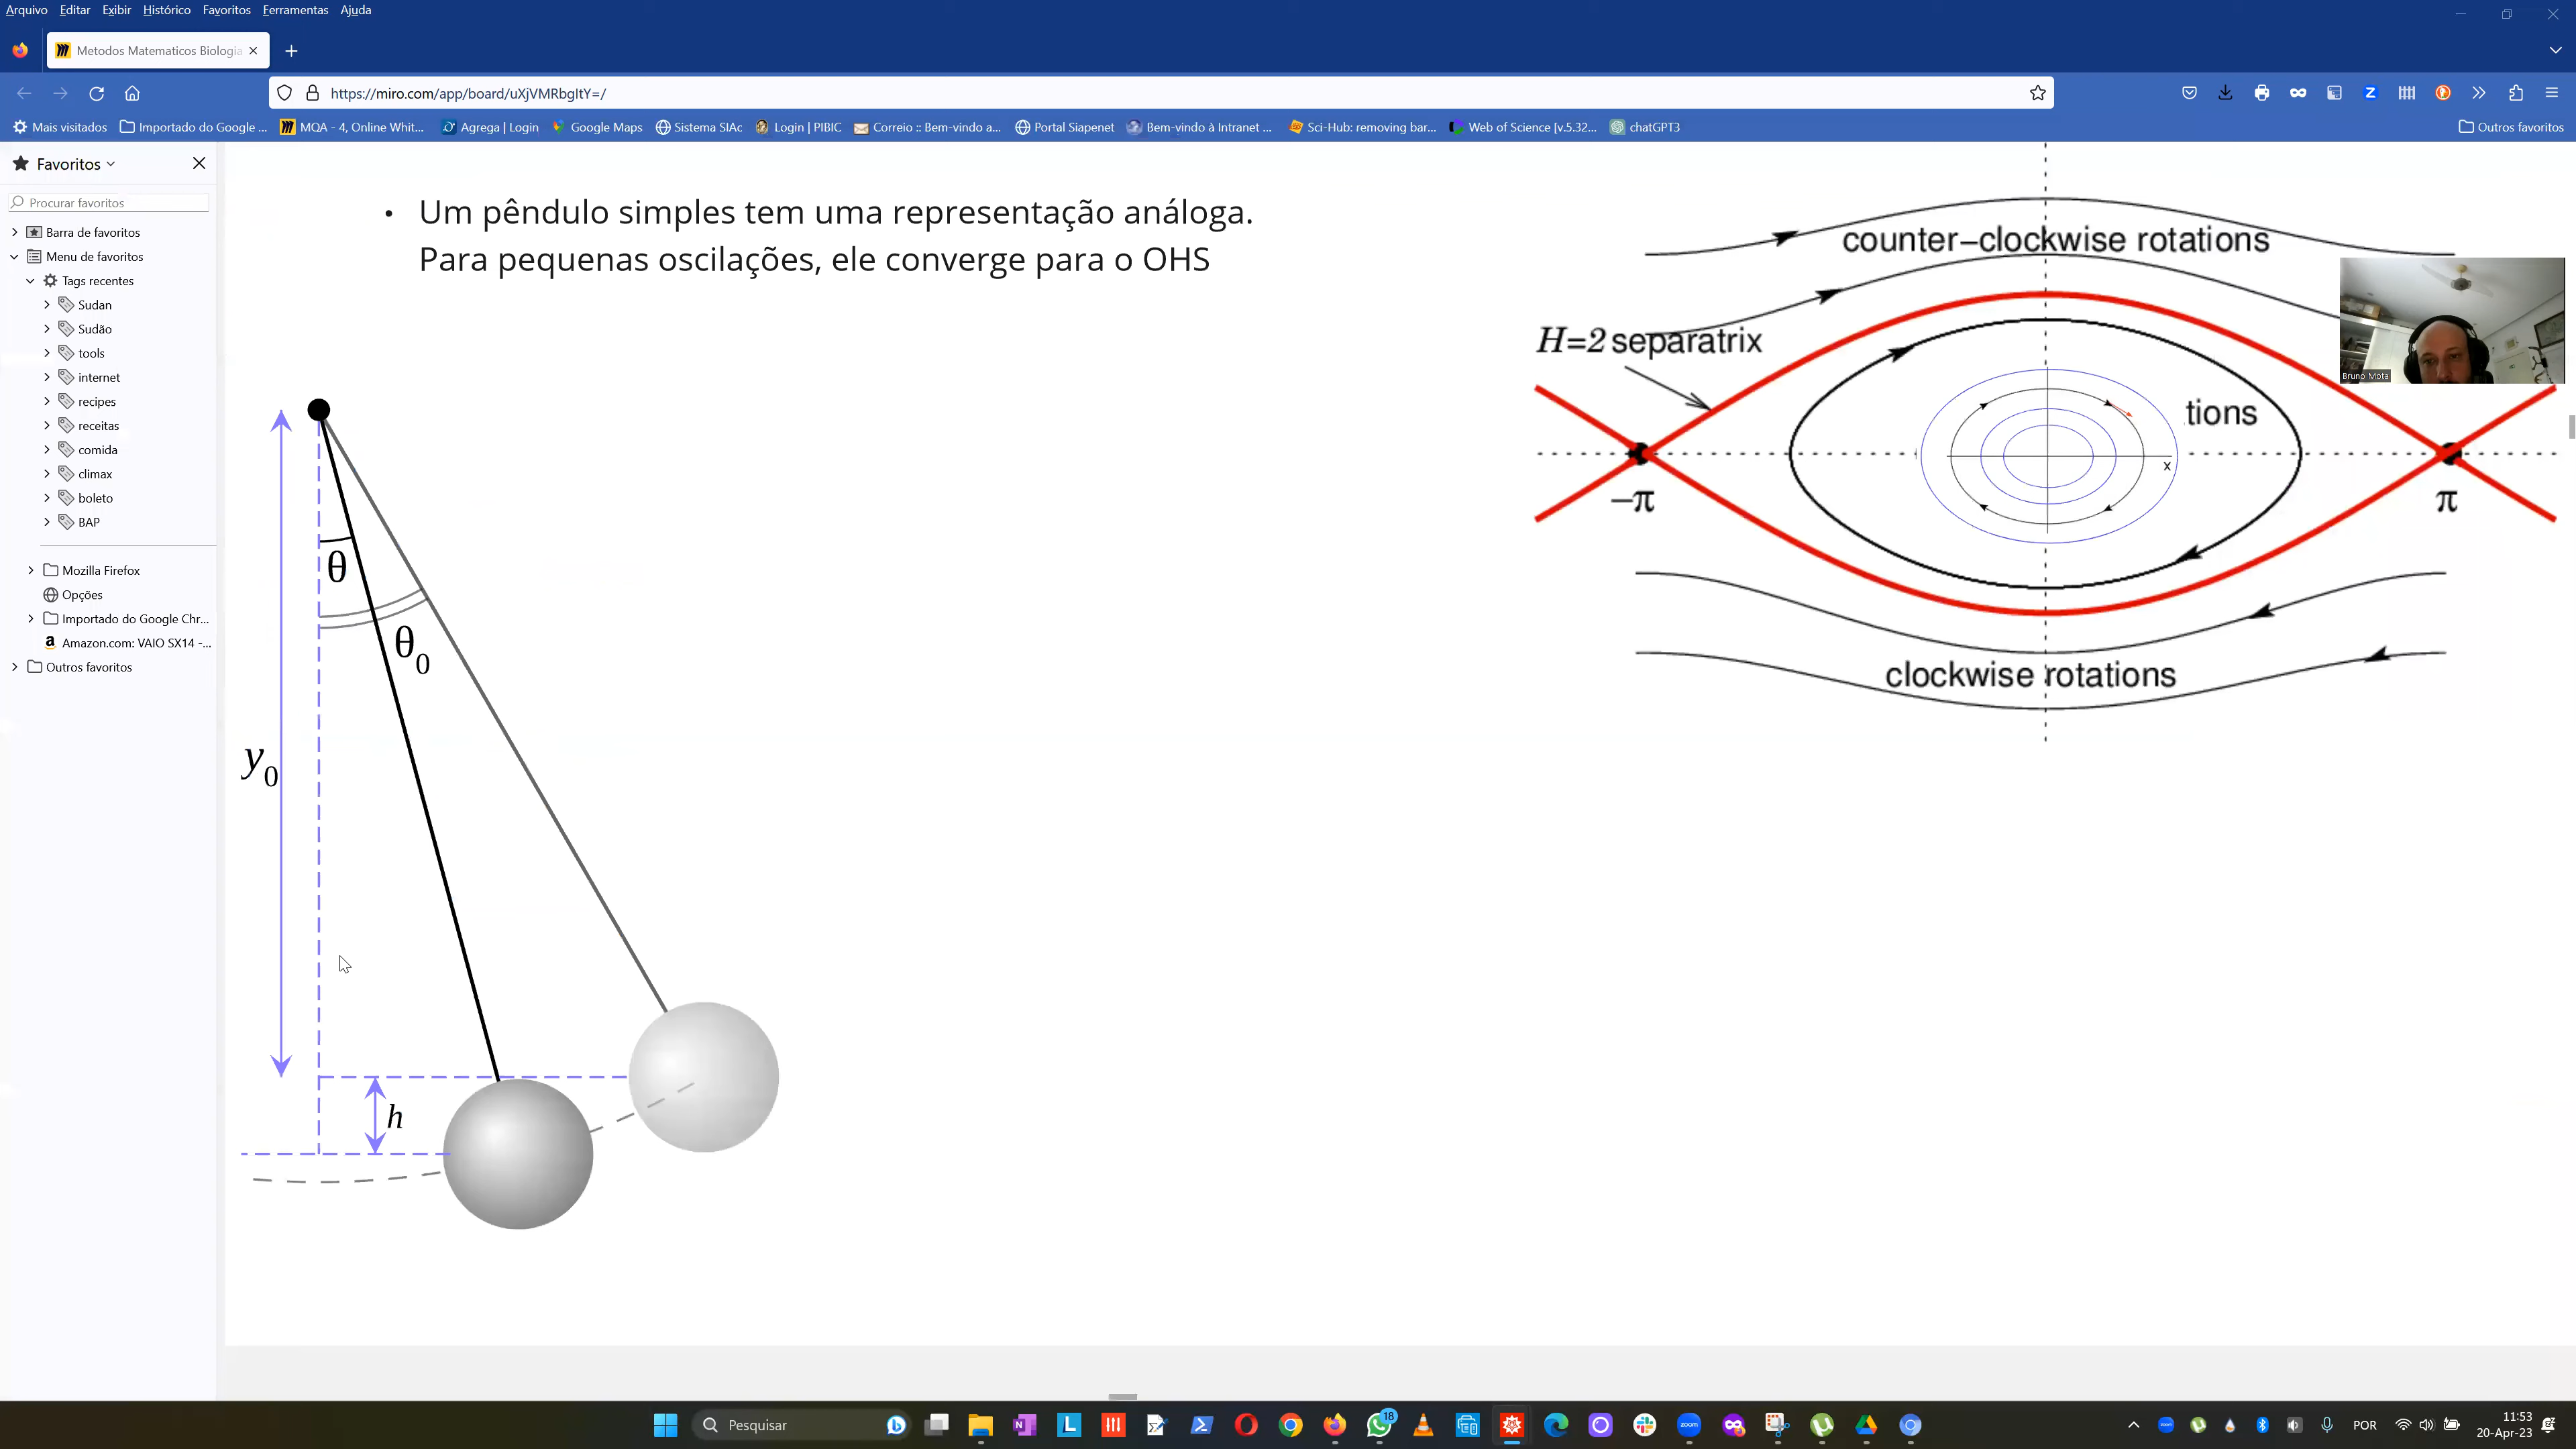 Arquivo Editar Exibir Histórico Favoritos Ferramentas Ajuda
Metodos Matematicos Biologia
https://miro.com/app/board/uXjVMRbgItY=/
Mais visitados Importado do Google ... MQA - 4, Online Whit... Agrega | Login Google Maps Sistema SIAc Login | PIBIC Correio :: Bem-vindo a... Portal Siapenet Bem-vindo à Intranet ... Sci-Hub: removing bar... Web of Science [v.5.32... chatGPT3 Outros favoritos
Favoritos
Procurar favoritos
Barra de favoritos
Menu de favoritos
Tags recentes
Sudan
Sudão
tools
internet
recipes
receitas
comida
climax
boleto
BAP
Mozilla Firefox
Opções
Importado do Google Chr...
Amazon.com: VAIO SX14 -...
Outros favoritos
• Um pêndulo simples tem uma representação análoga.
Para pequenas oscilações, ele converge para o OHS
θ
θ0
y0
h
counter–clockwise rotations
H=2 separatrix
tions
x
–π
π
clockwise rotations
Bruno Mota
Pesquisar
18
POR
11:53
20-Apr-23